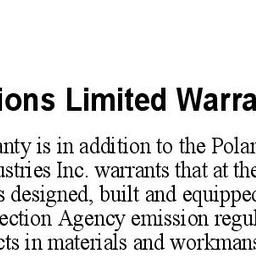 ions Limited Warra
anty is in addition to the Polar
ustries Inc. warrants that at the
s designed, built and equipped
ection Agency emission regul
cts in materials and workmans